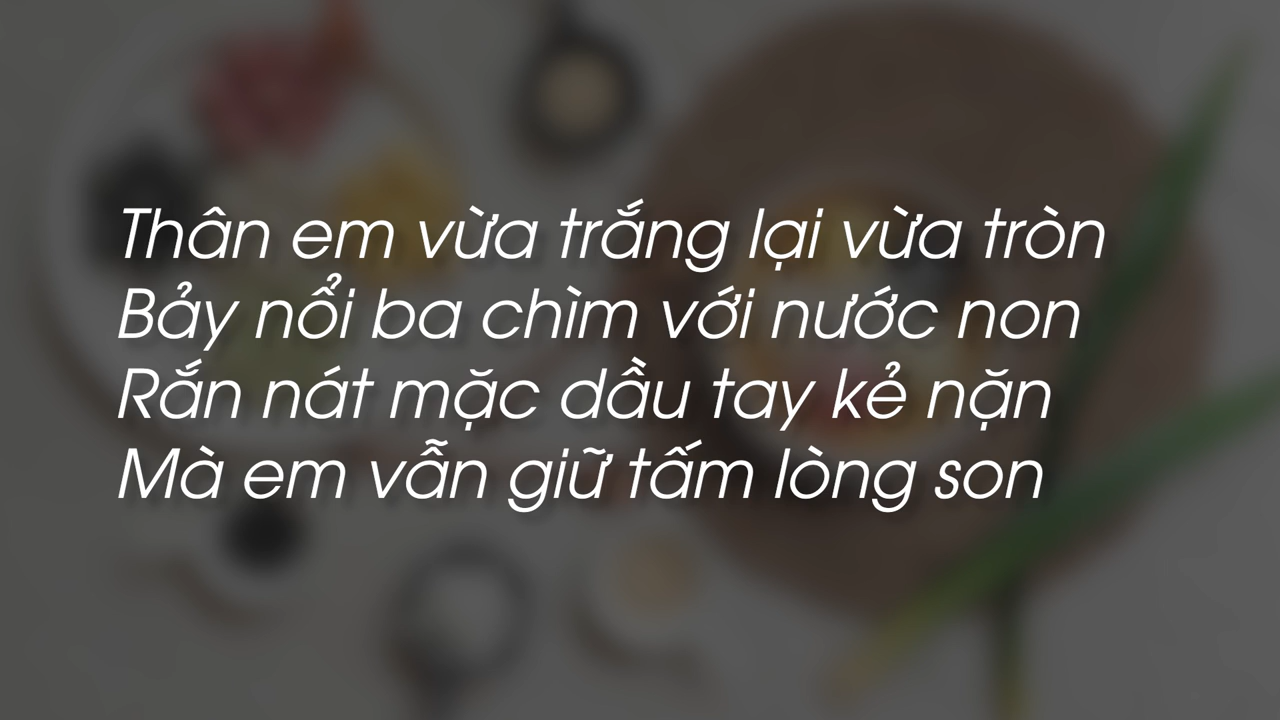 Thân em vừa trắng lại vừa tròn
Bảy nổi ba chìm với nước non
Rắn nát mặc dầu tay kẻ nặn
Mà em vẫn giữ tấm lòng son